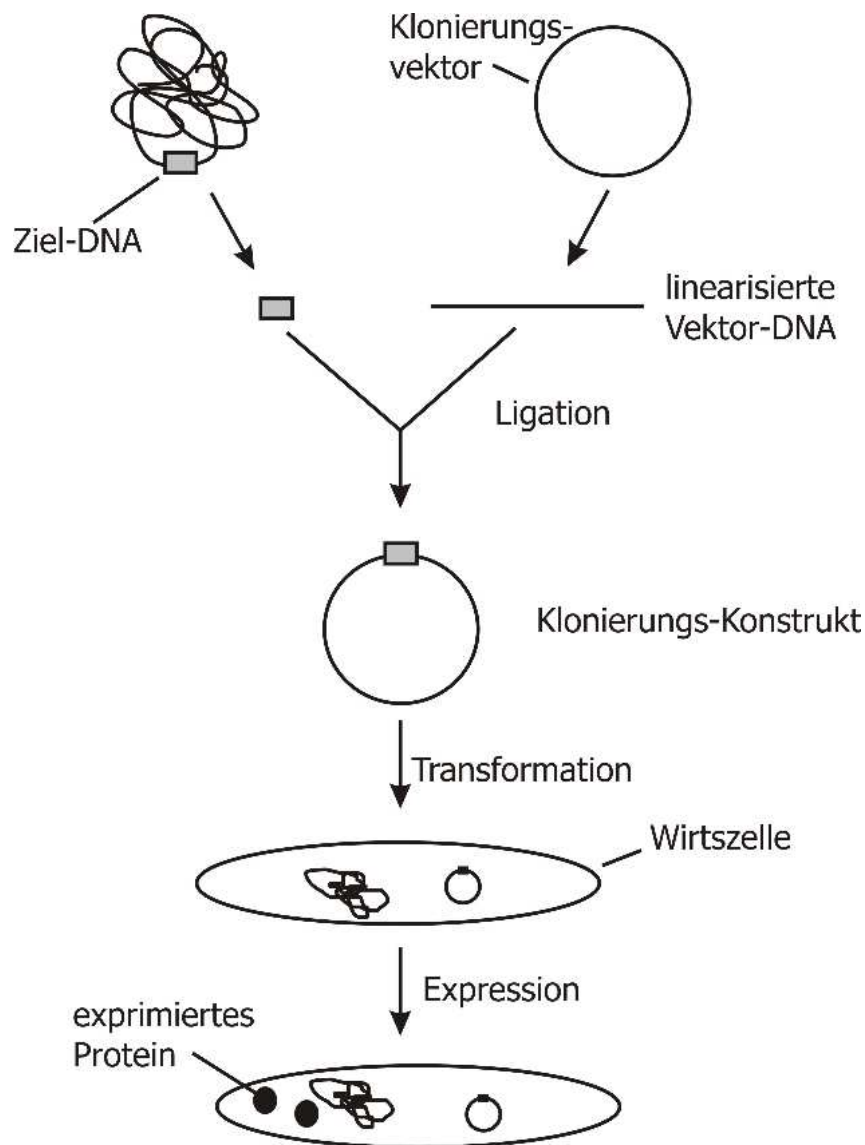 Klonierungs-
vektor
Ziel-DNA
linearisierte
Vektor-DNA
Ligation
Klonierungs-Konstrukt
Transformation
Wirtszelle
Expression
exprimiertes
Protein